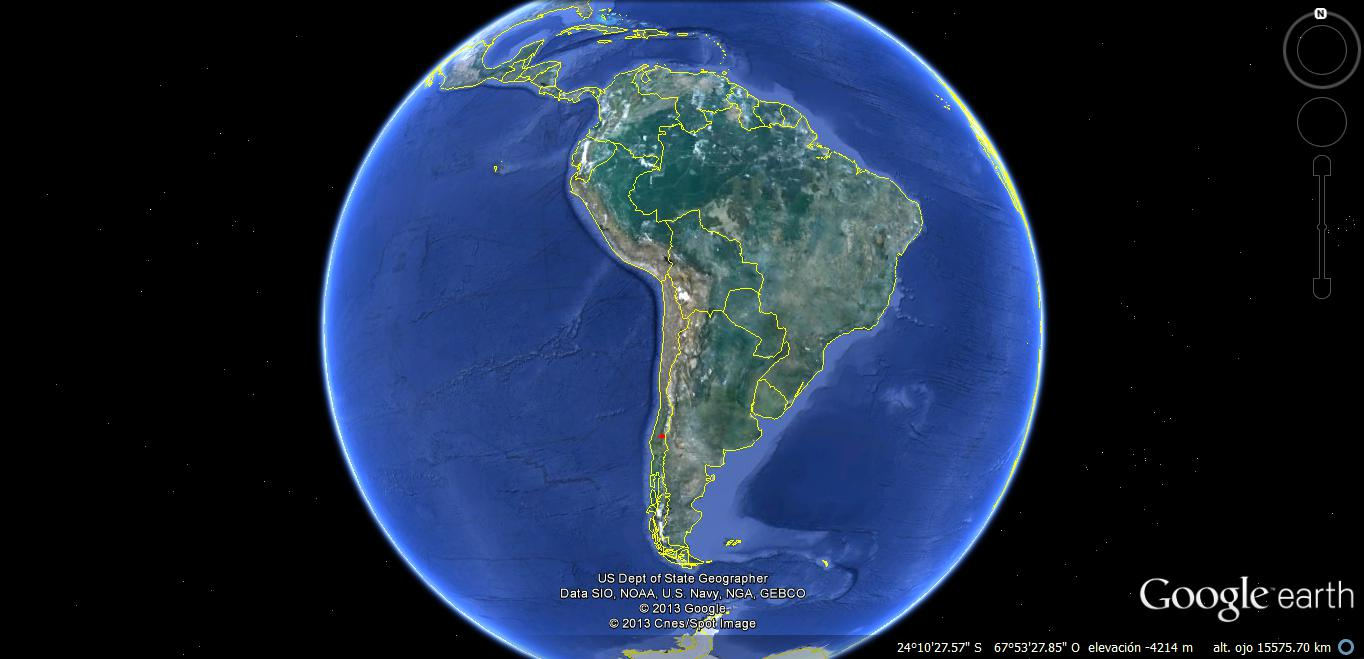 N
US Dept of State Geographer
Data SIO, NOAA, U.S. Navy, NGA, GEBCO
© 2013 Google
© 2013 Cnes/Spot Image
Google earth
24°10'27.57" S 67°53'27.85" O elevación -4214 m alt. ojo 15575.70 km